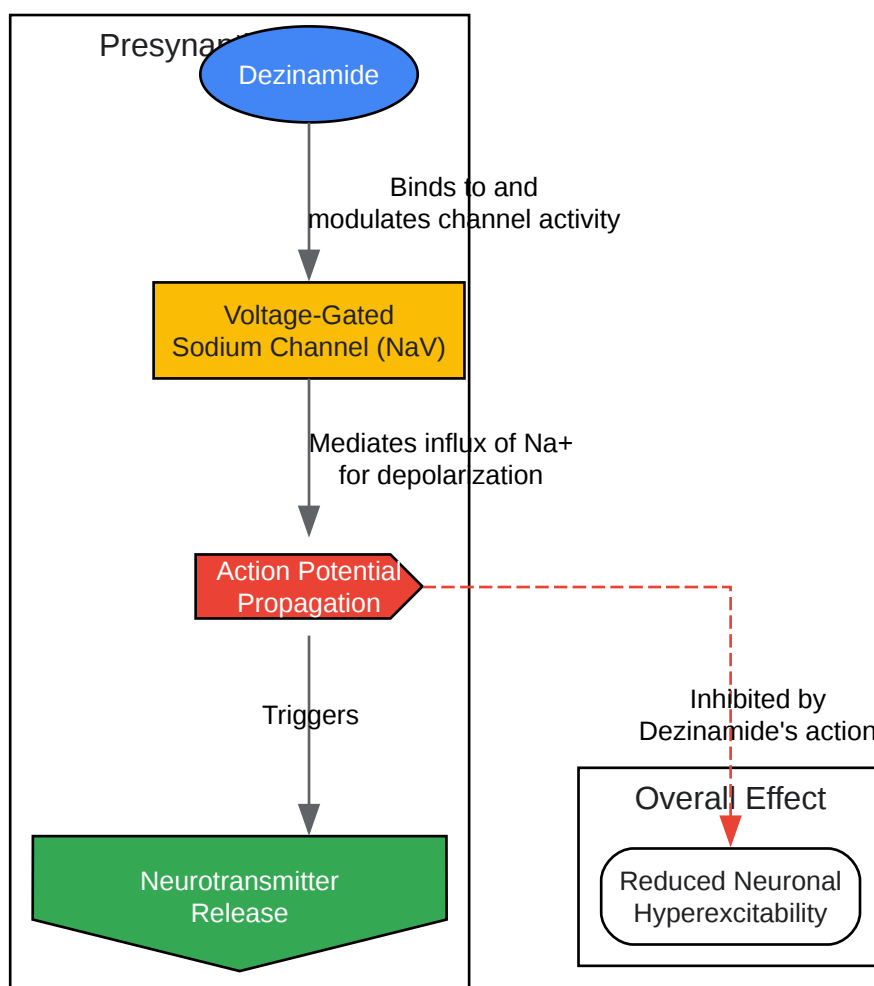 Dezinamide
Binds to and
modulates channel activity
Voltage-Gated
Sodium Channel (NaV)
Mediates influx of Na+
for depolarization
Action Potential
Propagation
Triggers
Inhibited by
Dezinamide's action
Overall Effect
Neurotransmitter
Release
Reduced Neuronal
Hyperexcitability